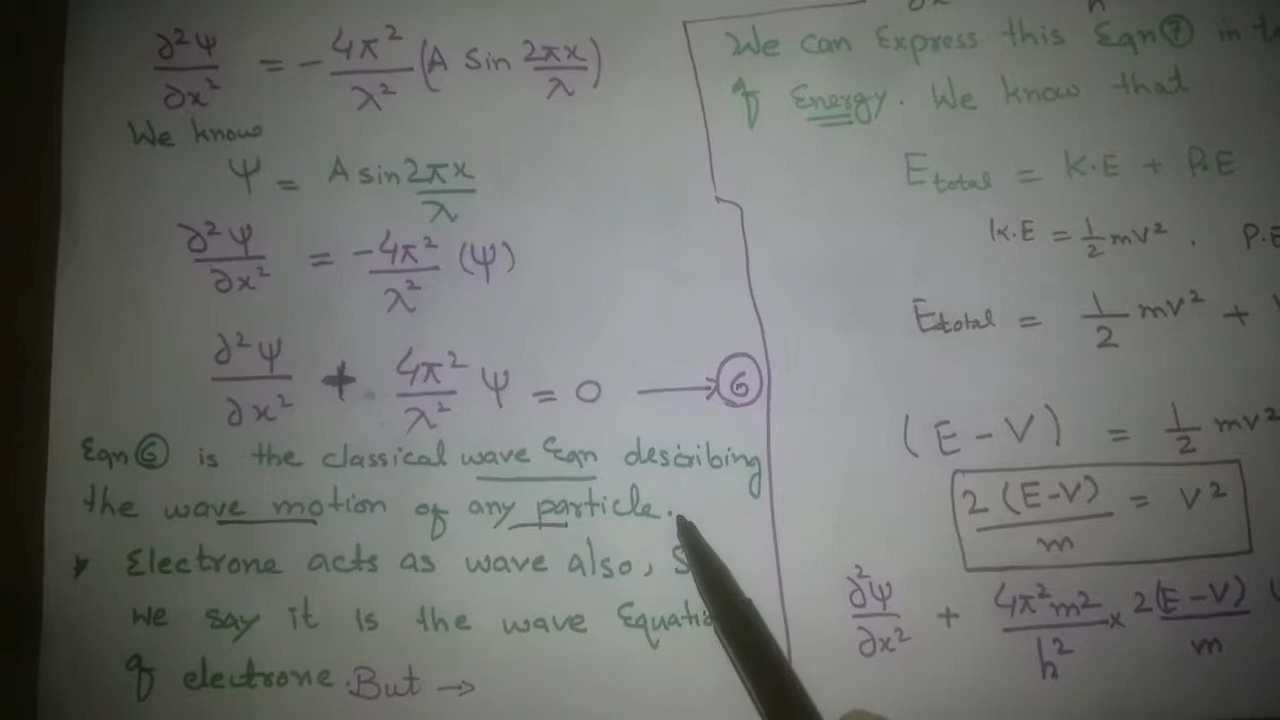 ∂²Ψ/∂x² = - 4π²/λ² (A Sin 2πx/λ)
We know
Ψ = A sin 2πx/λ
∂²Ψ/∂x² = -4π²/λ² (Ψ)
∂²Ψ/∂x² + 4π²/λ² Ψ = 0 → ⑥
Eqn ⑥ is the classical wave Eqn describing
the wave motion of any particle.
Electrone acts as wave also, S
We say it is the wave Equati
of electrone. But →
We can Express this Eqn ⑦ in t
of Energy. We know that
E total = K.E + P.E
K.E = 1/2 mv². P.E
E total = 1/2 mv² +
(E - V) = 1/2 mv²
2(E-V)/m = v²
∂²Ψ/∂x² + 4π²m²/h² × 2(E-V)/m